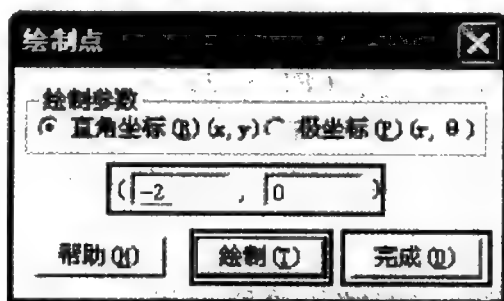 绘制点
绘制参数
直角坐标(R)(x,y) 极坐标(P)(r,θ)
(-2 , 0 )
帮助(H) 绘制(T) 完成(D)